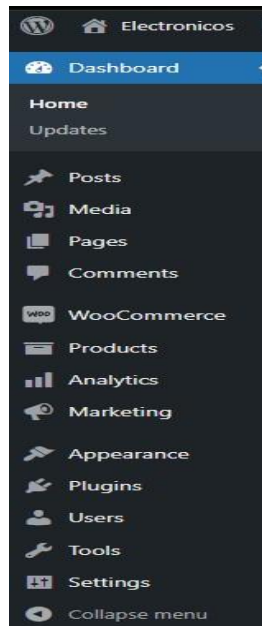 Electronicos
Dashboard
Home
Updates
Posts
Media
Pages
Comments
Woo WooCommerce
Products
Analytics
Marketing
Appearance
Plugins
Users
Tools
Settings
Collapse menu